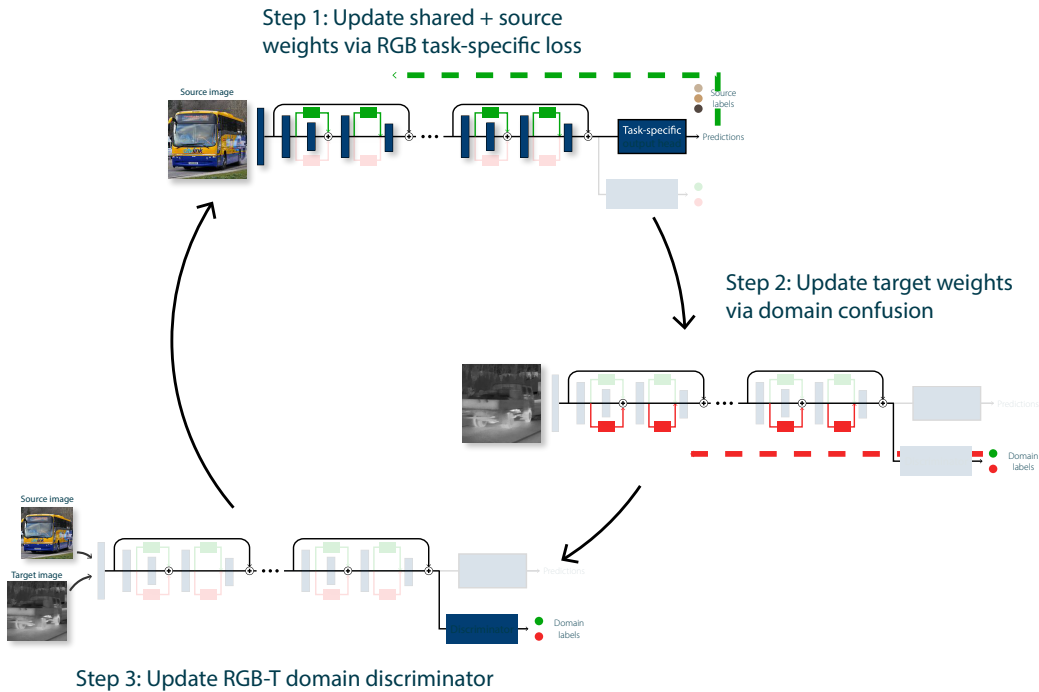 Step 1: Update shared + source
weights via RGB task-specific loss
Source image
Source
labels
Task-specific
Predictions
Step 2: Update target weights
via domain confusion
Predictions
Domain
labels
Source image
Target image
Predictions
Domain
labels
Step 3: Update RGB-T domain discriminator